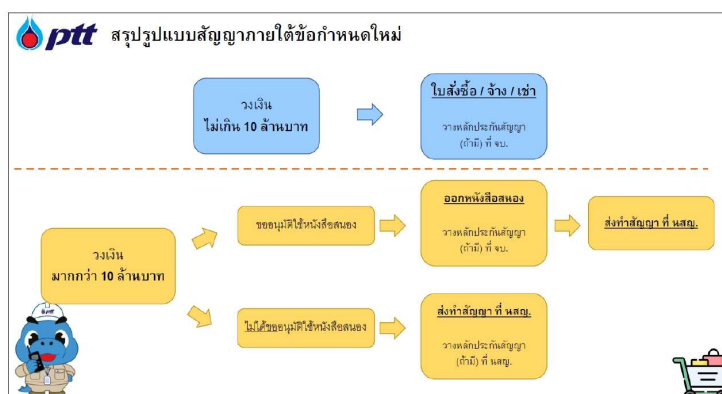 ptt สรุปรูปแบบสัญญาภายใต้ข้อกำหนดใหม่
วงเงิน
ไม่เกิน 10 ล้านบาท
ใบสั่งซื้อ / จ้าง / เช่า
วางหลักประกันสัญญา
(ถ้ามี) ที่ จบ.
วงเงิน
มากกว่า 10 ล้านบาท
ขออนุมัติใช้หนังสือสนอง
ออกหนังสือสนอง
วางหลักประกันสัญญา
(ถ้ามี) ที่ จบ.
ส่งทำสัญญา ที่ นสญ.
ไม่ได้ขออนุมัติใช้หนังสือสนอง
ส่งทำสัญญา ที่ นสญ.
วางหลักประกันสัญญา
(ถ้ามี) ที่ นสญ.
ptt